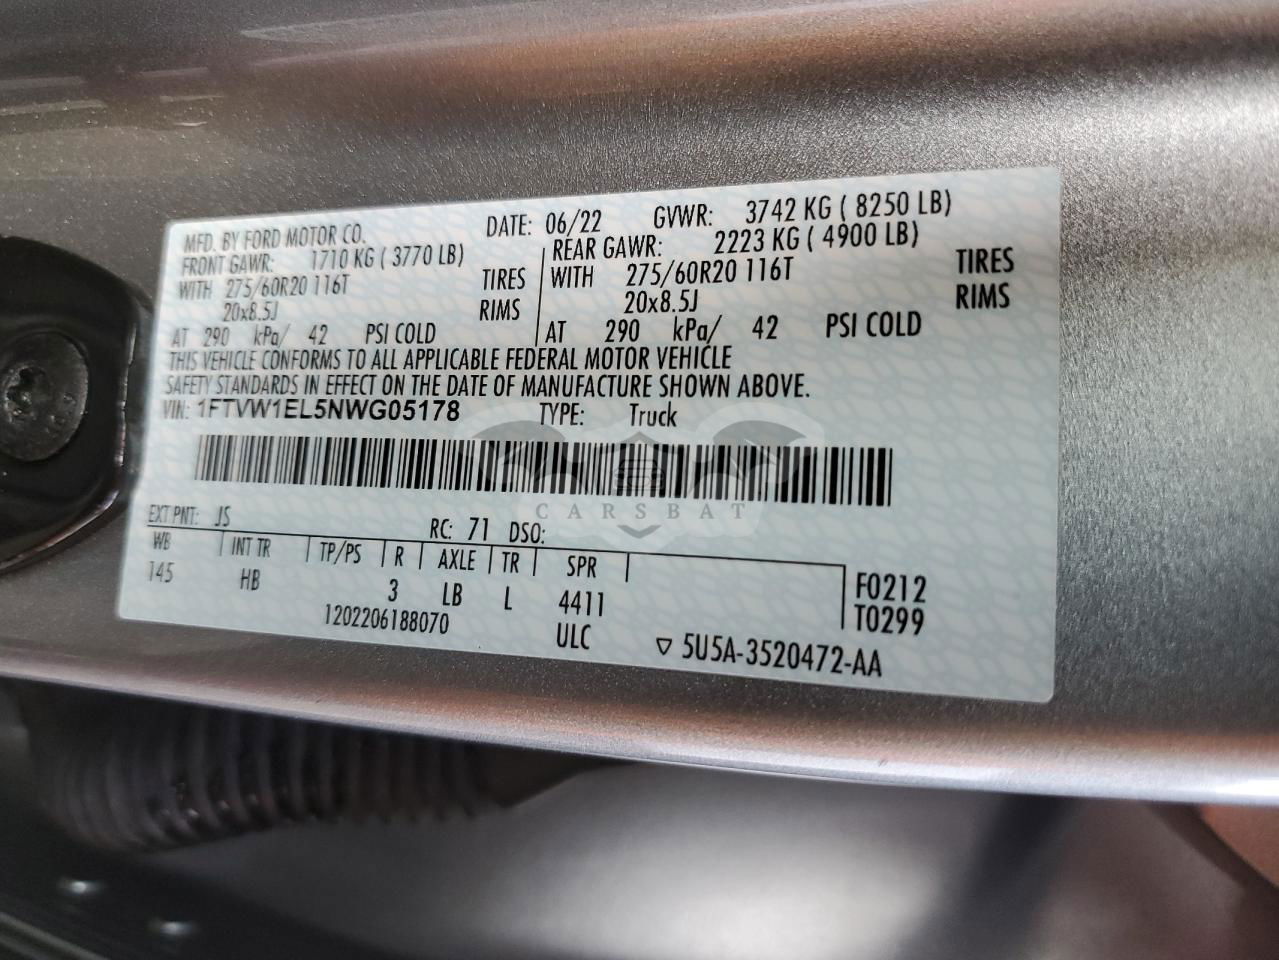 MFD. BY FORD MOTOR CO. DATE: 06/22 GVWR: 3742 KG ( 8250 LB)
FRONT GAWR: 1710 KG ( 3770 LB) REAR GAWR: 2223 KG ( 4900 LB)
WITH 275/60R20 116T TIRES WITH 275/60R20 116T TIRES
20x8.5J RIMS 20x8.5J RIMS
AT 290 kPa/ 42 PSI COLD AT 290 kPa/ 42 PSI COLD
THIS VEHICLE CONFORMS TO ALL APPLICABLE FEDERAL MOTOR VEHICLE
SAFETY STANDARDS IN EFFECT ON THE DATE OF MANUFACTURE SHOWN ABOVE.
VIN: 1FTVW1EL5NWG05178 TYPE: Truck
CARSBAT
EXT PNT: JS RC: 71 DSO:
WB INT TR TP/PS R AXLE TR SPR
145 HB 3 LB L 4411 F0212
T0299
1202206188070 ULC ▽ 5U5A-3520472-AA